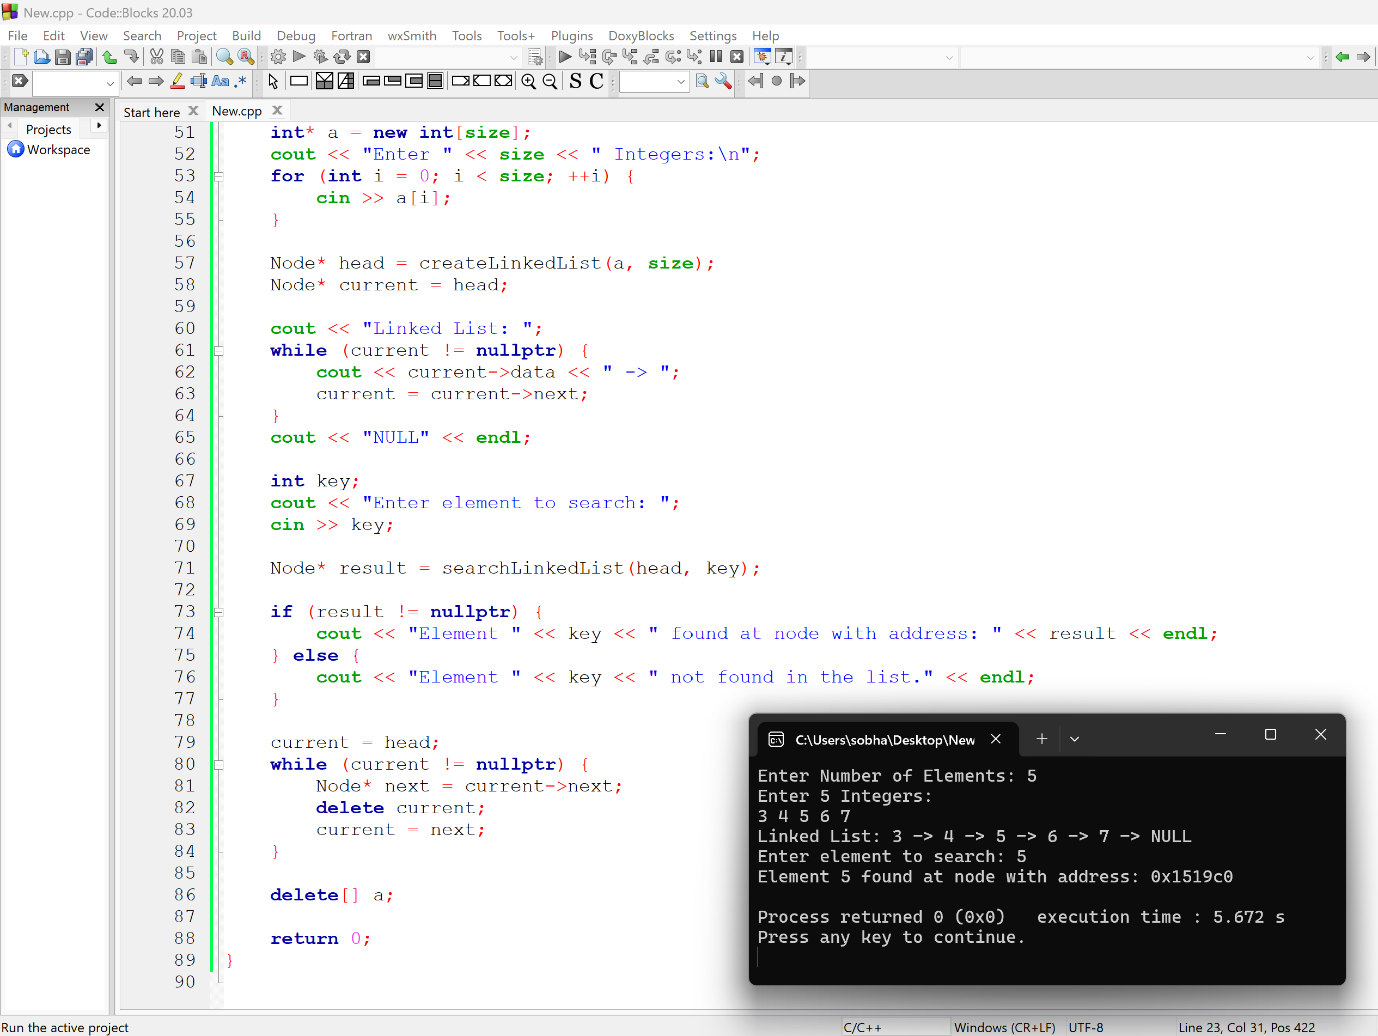 New.cpp - Code::Blocks 20.03
File Edit View Search Project Build Debug Fortran wxSmith Tools Tools+ Plugins DoxyBlocks Settings Help
Aa .* S C
Management
Start here New.cpp
Projects
Workspace
51 int* a = new int[size];
52 cout << "Enter " << size << " Integers:\n";
53 for (int i = 0; i < size; ++i) {
54 cin >> a[i];
55 }
56
57 Node* head = createLinkedList(a, size);
58 Node* current = head;
59
60 cout << "Linked List: ";
61 while (current != nullptr) {
62 cout << current->data << " -> ";
63 current = current->next;
64 }
65 cout << "NULL" << endl;
66
67 int key;
68 cout << "Enter element to search: ";
69 cin >> key;
70
71 Node* result = searchLinkedList(head, key);
72
73 if (result != nullptr) {
74 cout << "Element " << key << " found at node with address: " << result << endl;
75 } else {
76 cout << "Element " << key << " not found in the list." << endl;
77 }
78
79 current = head;
80 while (current != nullptr) {
81 Node* next = current->next;
82 delete current;
83 current = next;
84 }
85
86 delete[] a;
87
88 return 0;
89 }
90
C:\Users\sobha\Desktop\New
Enter Number of Elements: 5
Enter 5 Integers:
3 4 5 6 7
Linked List: 3 -> 4 -> 5 -> 6 -> 7 -> NULL
Enter element to search: 5
Element 5 found at node with address: 0x1519c0
Process returned 0 (0x0) execution time : 5.672 s
Press any key to continue.
Run the active project C/C++ Windows (CR+LF) UTF-8 Line 23, Col 31, Pos 422